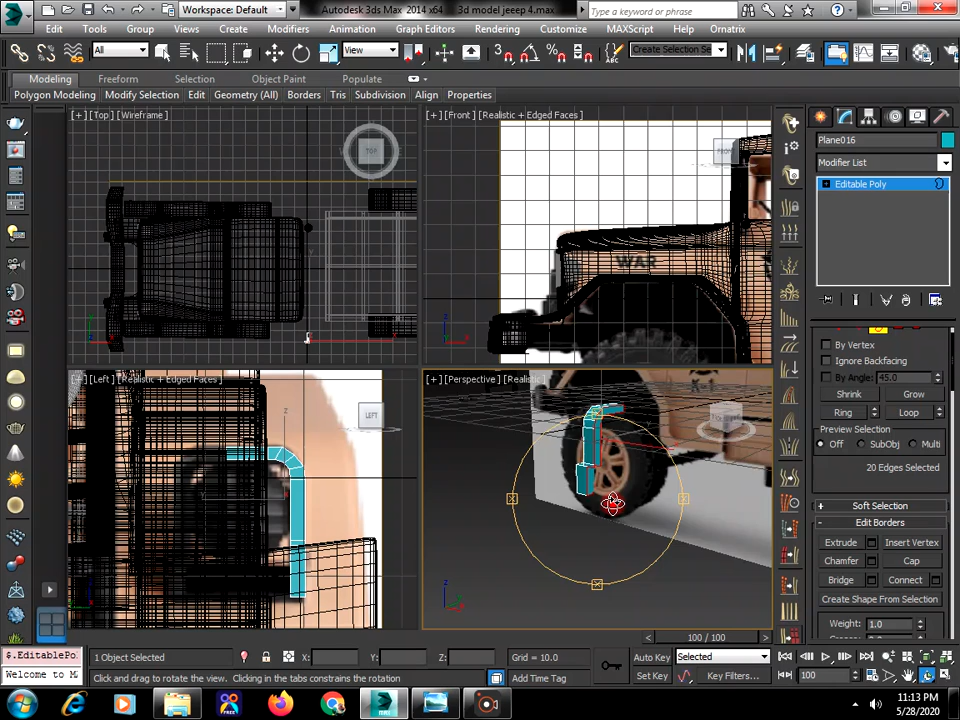 Workspace: Default
Autodesk 3ds Max 2014 x64
3d model jeeep 4.max
Type a keyword or phrase
Edit Tools Group Views Create Modifiers Animation Graph Editors Rendering Customize MAXScript Help Ornatrix
All
View
Create Selection Se
Modeling Freeform Selection Object Paint Populate
Polygon Modeling Modify Selection Edit Geometry (All) Borders Tris Subdivision Align Properties
[+][Top][Wireframe]
TOP
[+][Front][Realistic + Edged Faces]
WAR
[+][Left][Realistic + Edged Faces]
LEFT
[+][Perspective][Realistic]
K-1
Plane016
Modifier List
Editable Poly
By Vertex
Ignore Backfacing
By Angle: 45.0
Shrink Grow
Ring Loop
Preview Selection
Off SubObj Multi
20 Edges Selected
+ Soft Selection
- Edit Borders
Extrude Insert Vertex
Chamfer Cap
Bridge Connect
Create Shape From Selection
Weight: 1.0
100 / 100
$.EditablePo
Welcome to M
1 Object Selected
X: Y: Z:
Grid = 10.0
Click and drag to rotate the view. Clicking in the tabs constrains the rotation
Add Time Tag
Auto Key Selected
Set Key Key Filters...
100
11:13 PM
5/28/2020